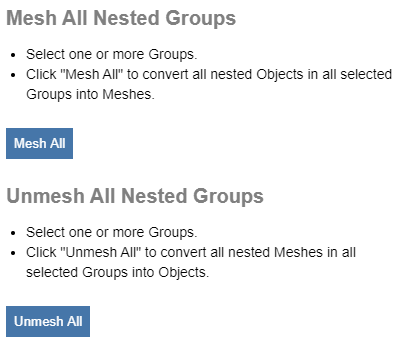 Mesh All Nested Groups
• Select one or more Groups.
• Click "Mesh All" to convert all nested Objects in all selected
Groups into Meshes.
Mesh All
Unmesh All Nested Groups
• Select one or more Groups.
• Click "Unmesh All" to convert all nested Meshes in all
selected Groups into Objects.
Unmesh All